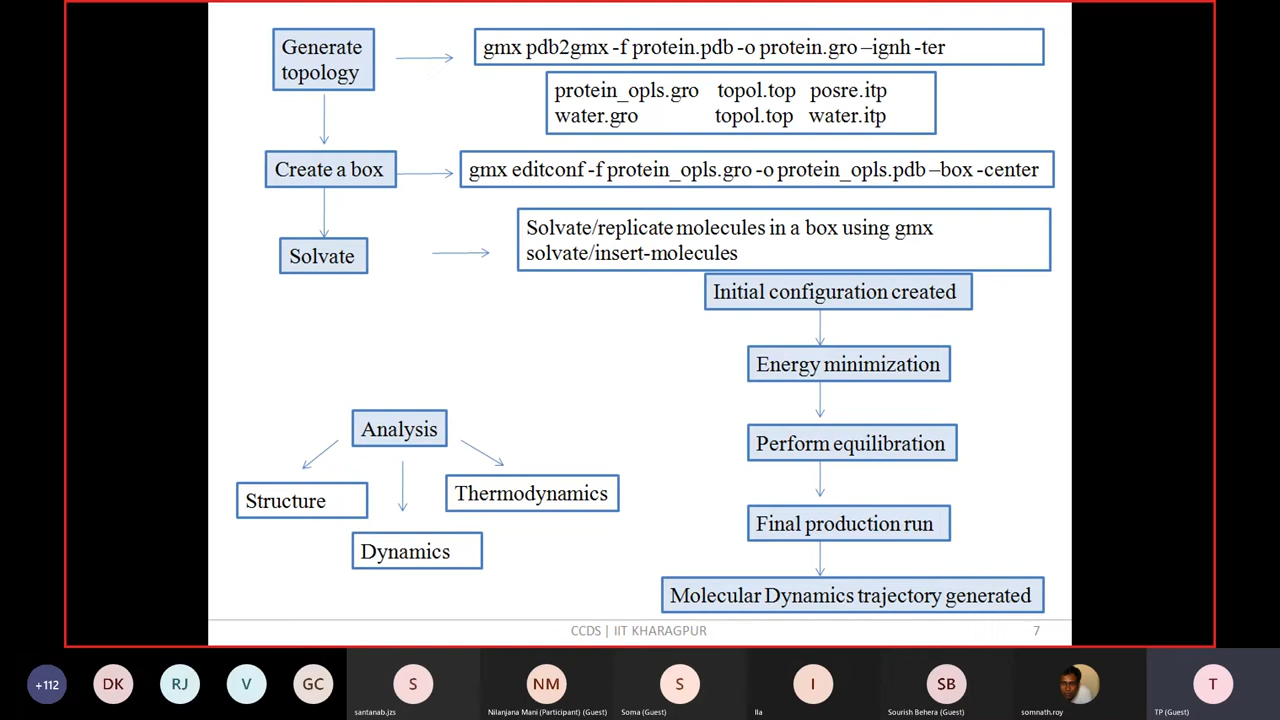 Generate
topology
gmx pdb2gmx -f protein.pdb -o protein.gro –ignh -ter
protein_opls.gro topol.top posre.itp
water.gro topol.top water.itp
Create a box
gmx editconf -f protein_opls.gro -o protein_opls.pdb –box -center
Solvate
Solvate/replicate molecules in a box using gmx
solvate/insert-molecules
Initial configuration created
Energy minimization
Perform equilibration
Final production run
Molecular Dynamics trajectory generated
Analysis
Structure
Thermodynamics
Dynamics
CCDS | IIT KHARAGPUR
7
+112
DK
RJ
V
GC
S
NM
S
I
SB
T
santanab.jzs
Nilanjana Mani (Participant) (Guest)
Soma (Guest)
Ila
Sourish Behera (Guest)
somnath.roy
TP (Guest)